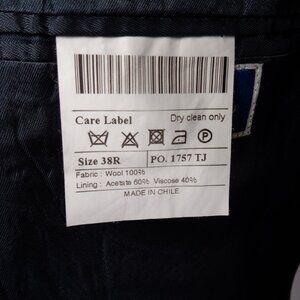 Care Label Dry clean only
Size 38R PO. 1757 TJ
Fabric : Wool 100%
Lining : Acetate 60% Viscose 40%
MADE IN CHILE